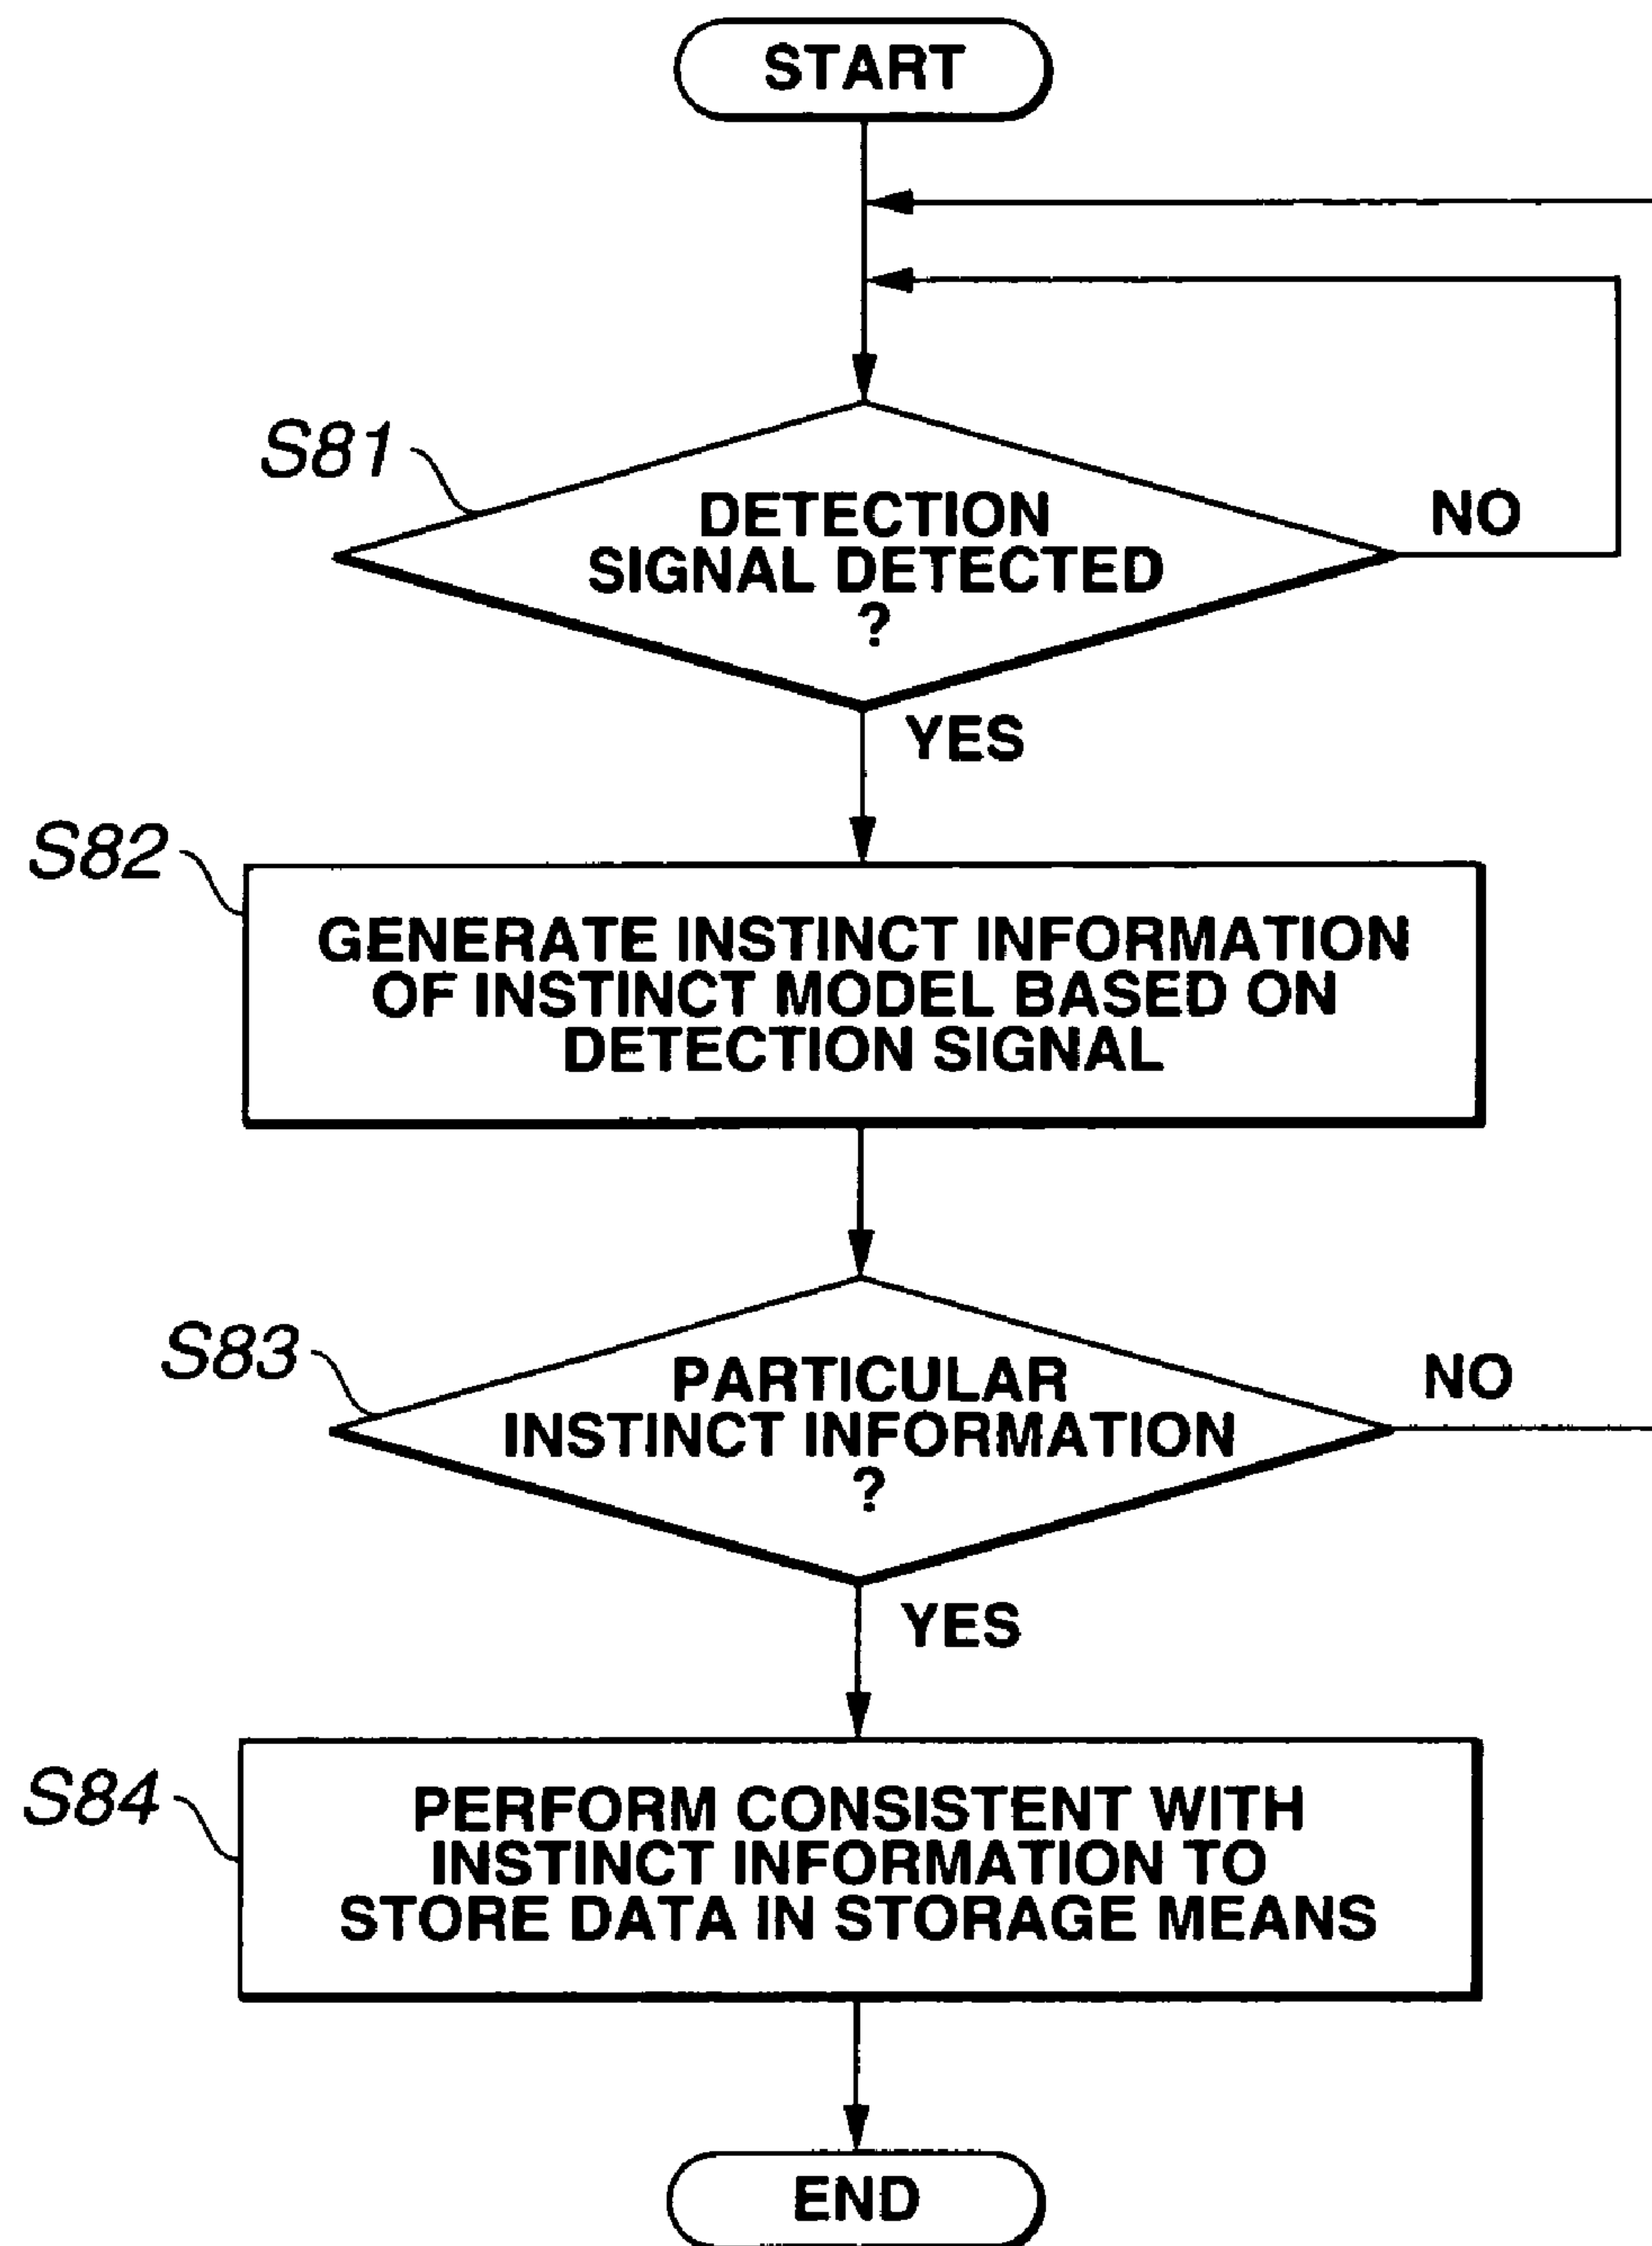 START
S81
DETECTION
SIGNAL DETECTED
?
NO
YES
S82
GENERATE INSTINCT INFORMATION
OF INSTINCT MODEL BASED ON
DETECTION SIGNAL
S83
PARTICULAR
INSTINCT INFORMATION
?
NO
YES
S84
PERFORM CONSISTENT WITH
INSTINCT INFORMATION TO
STORE DATA IN STORAGE MEANS
END